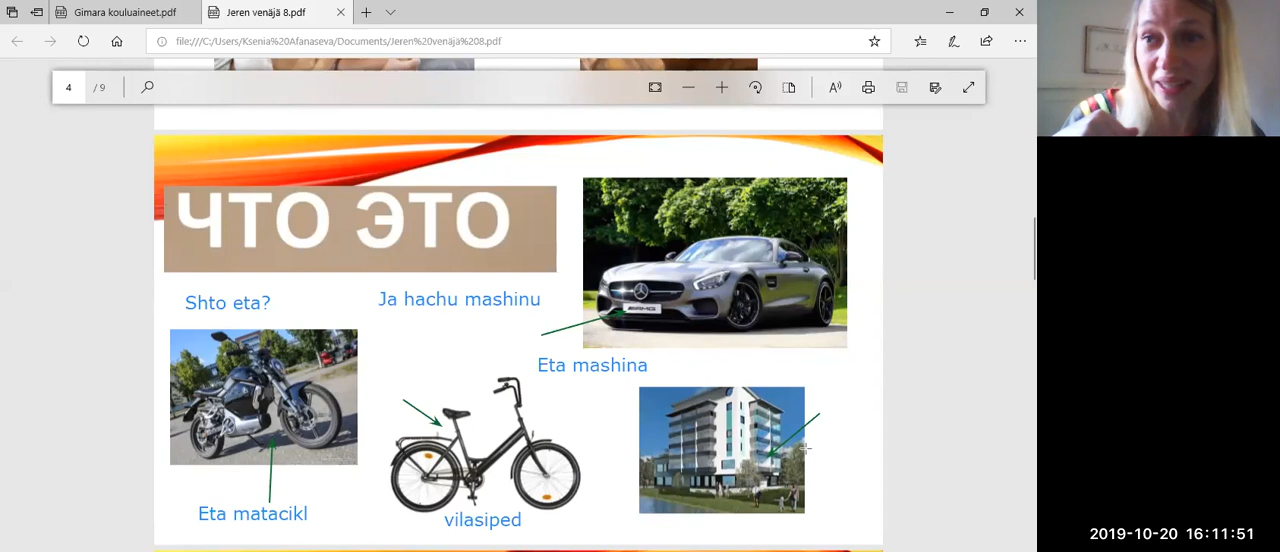 Gimara kouluaineet.pdf
Jeren venäjä 8.pdf
file:///C:/Users/Ksenia%20Afanaseva/Documents/Jeren%20venäjä%208.pdf
4 / 9
ЧТО ЭТО
Shto eta?
Ja hachu mashinu
AMG
Eta mashina
Eta matacikl
vilasiped
2019-10-20 16:11:51